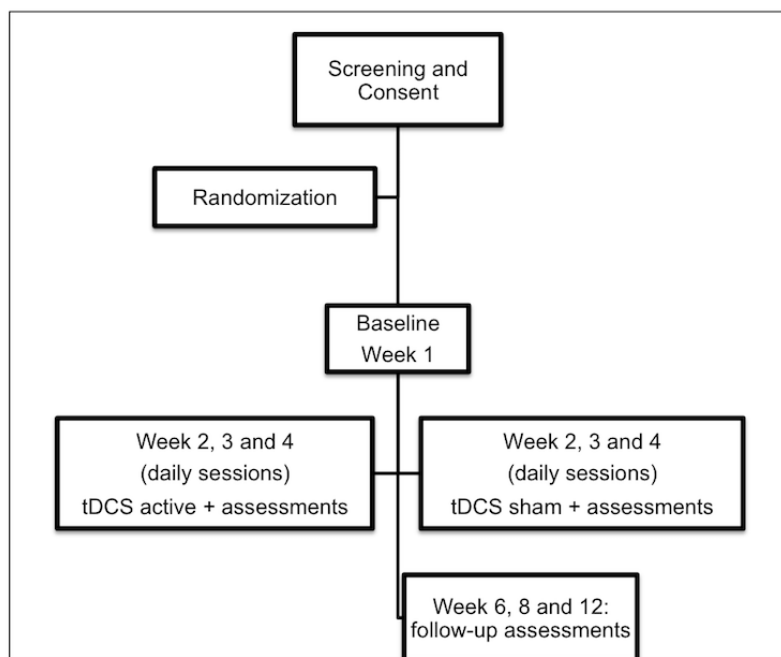 Screening and
Consent
Randomization
Baseline
Week 1
Week 2, 3 and 4
(daily sessions)
tDCS active + assessments
Week 2, 3 and 4
(daily sessions)
tDCS sham + assessments
Week 6, 8 and 12:
follow-up assessments